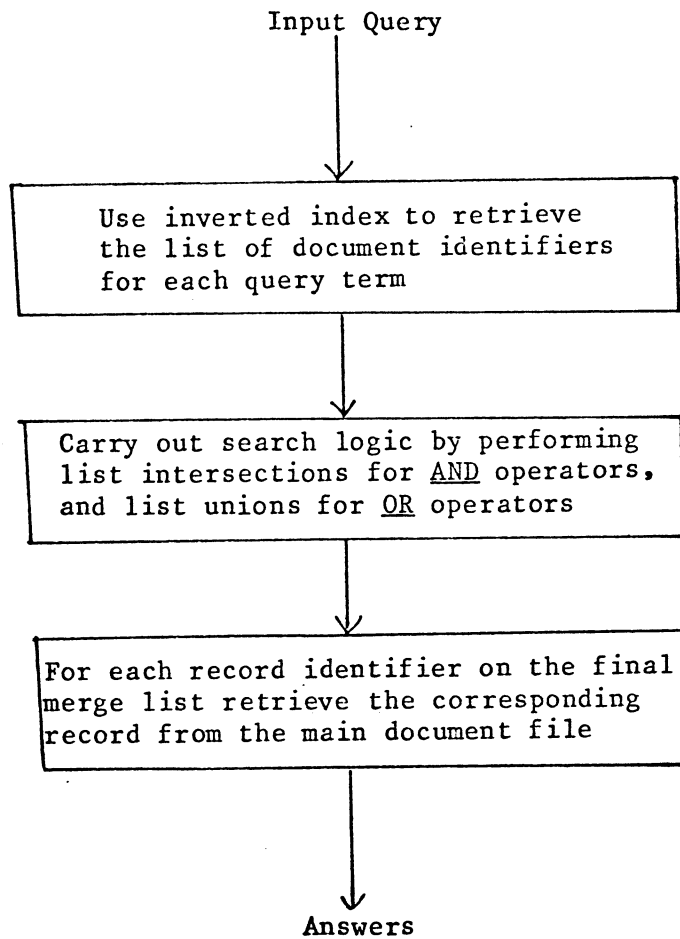 Input Query
Use inverted index to retrieve
the list of document identifiers
for each query term
Carry out search logic by performing
list intersections for AND operators,
and list unions for OR operators
For each record identifier on the final
merge list retrieve the corresponding
record from the main document file
Answers